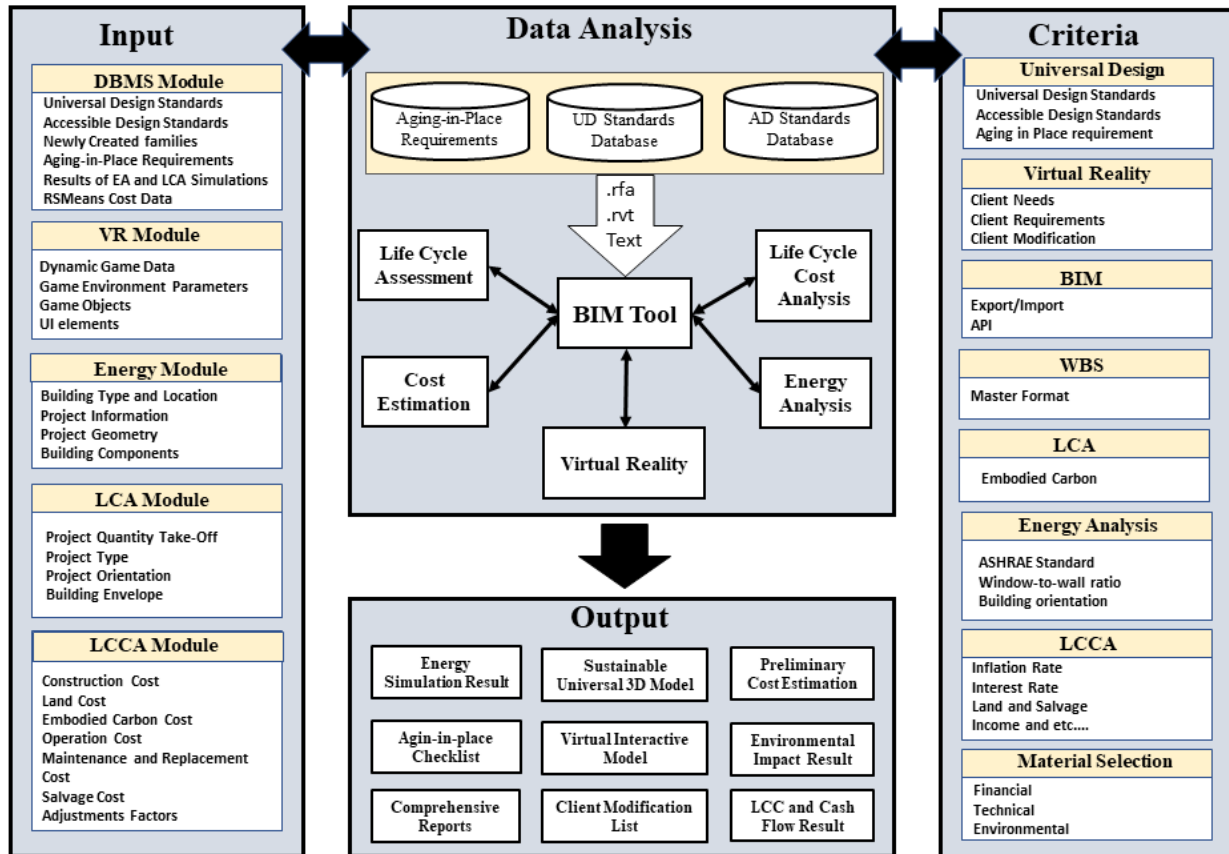 Input
DBMS Module
Universal Design Standards
Accessible Design Standards
Newly Created families
Aging-in-Place Requirements
Results of EA and LCA Simulations
RSMeans Cost Data
VR Module
Dynamic Game Data
Game Environment Parameters
Game Objects
UI elements
Energy Module
Building Type and Location
Project Information
Project Geometry
Building Components
LCA Module
Project Quantity Take-Off
Project Type
Project Orientation
Building Envelope
LCCA Module
Construction Cost
Land Cost
Embodied Carbon Cost
Operation Cost
Maintenance and Replacement
Cost
Salvage Cost
Adjustments Factors
Data Analysis
Aging-in-Place
Requirements
UD Standards
Database
AD Standards
Database
.rfa
.rvt
Text
Life Cycle
Assessment
Life Cycle
Cost
Analysis
BIM Tool
Cost
Estimation
Energy
Analysis
Virtual Reality
Output
Energy
Simulation Result
Sustainable
Universal 3D Model
Preliminary
Cost Estimation
Agin-in-place
Checklist
Virtual Interactive
Model
Environmental
Impact Result
Comprehensive
Reports
Client Modification
List
LCC and Cash
Flow Result
Criteria
Universal Design
Universal Design Standards
Accessible Design Standards
Aging in Place requirement
Virtual Reality
Client Needs
Client Requirements
Client Modification
BIM
Export/Import
API
WBS
Master Format
LCA
Embodied Carbon
Energy Analysis
ASHRAE Standard
Window-to-wall ratio
Building orientation
LCCA
Inflation Rate
Interest Rate
Land and Salvage
Income and etc....
Material Selection
Financial
Technical
Environmental